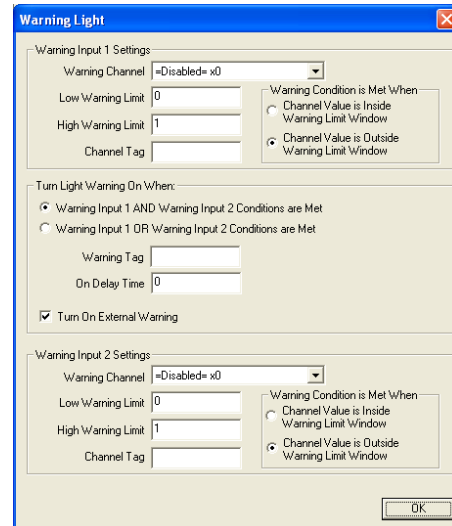 Warning Light
Warning Input 1 Settings
Warning Channel =Disabled= x0
Low Warning Limit 0
High Warning Limit 1
Channel Tag
Warning Condition is Met When
Channel Value is Inside
Warning Limit Window
Channel Value is Outside
Warning Limit Window
Turn Light Warning On When:
Warning Input 1 AND Warning Input 2 Conditions are Met
Warning Input 1 OR Warning Input 2 Conditions are Met
Warning Tag
On Delay Time 0
Turn On External Warning
Warning Input 2 Settings
Warning Channel =Disabled= x0
Low Warning Limit 0
High Warning Limit 1
Channel Tag
Warning Condition is Met When
Channel Value is Inside
Warning Limit Window
Channel Value is Outside
Warning Limit Window
OK